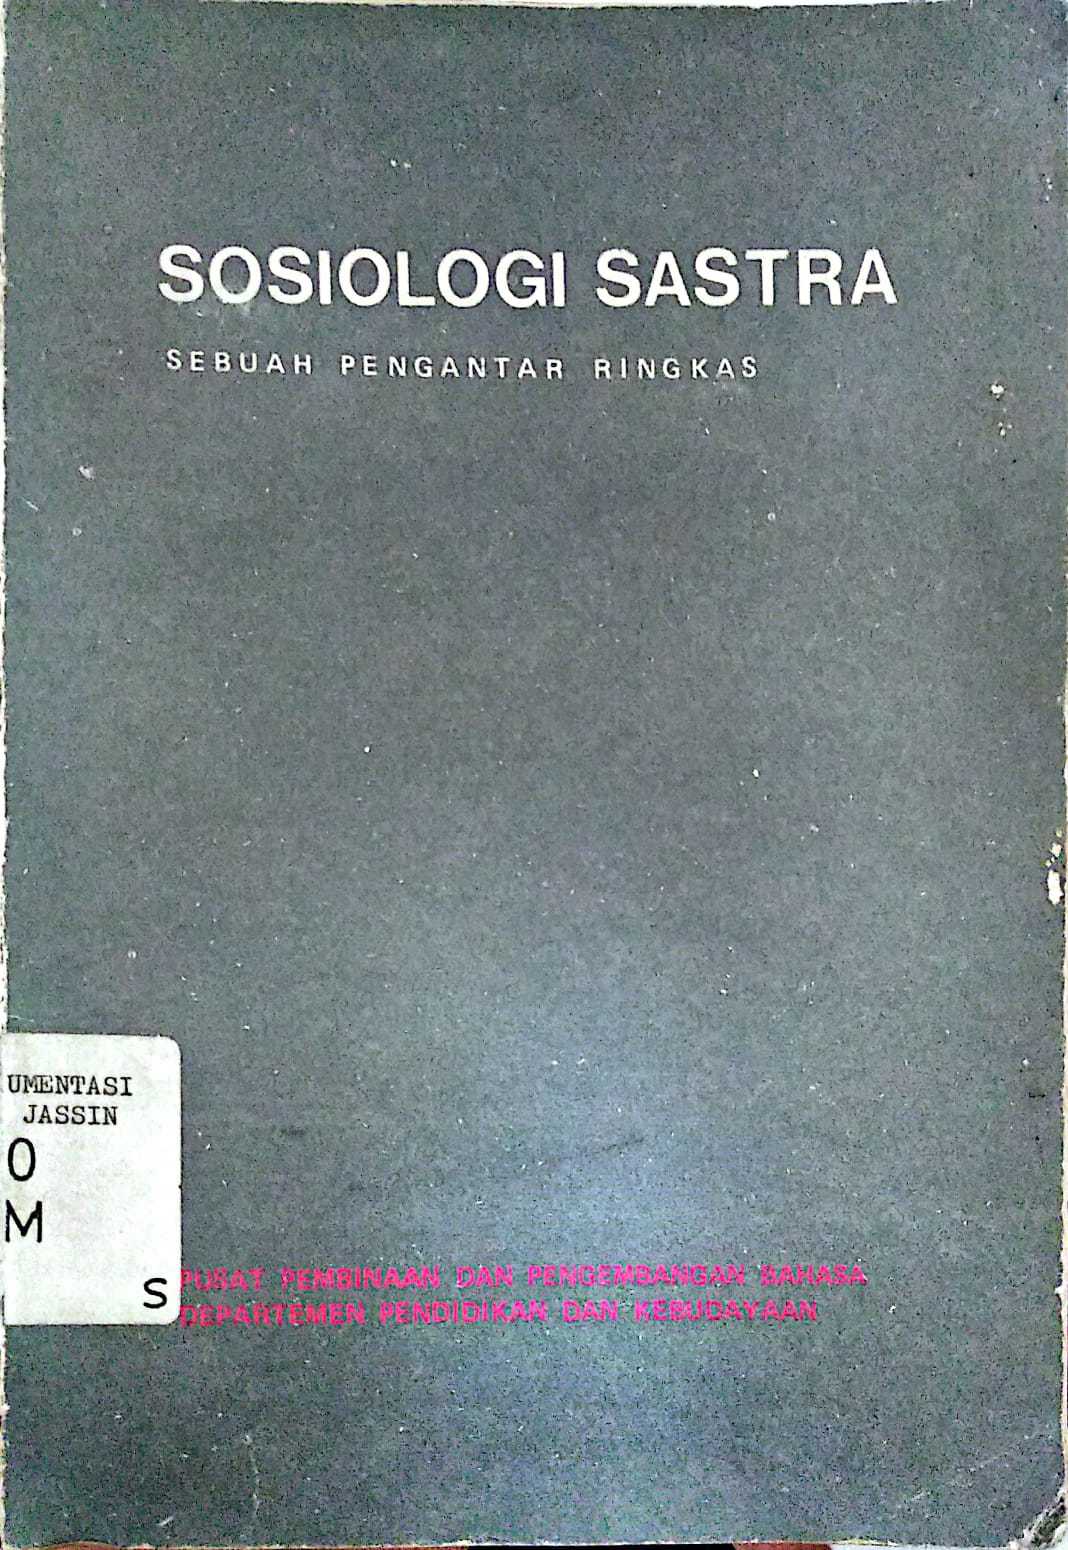 SOSIOLOGI SASTRA
SEBUAH PENGANTAR RINGKAS
UMENTASI
JASSIN
0
M
S
PUSAT PEMBINAAN DAN PENGEMBANGAN BAHASA
DEPARTEMEN PENDIDIKAN DAN KEBUDAYAAN